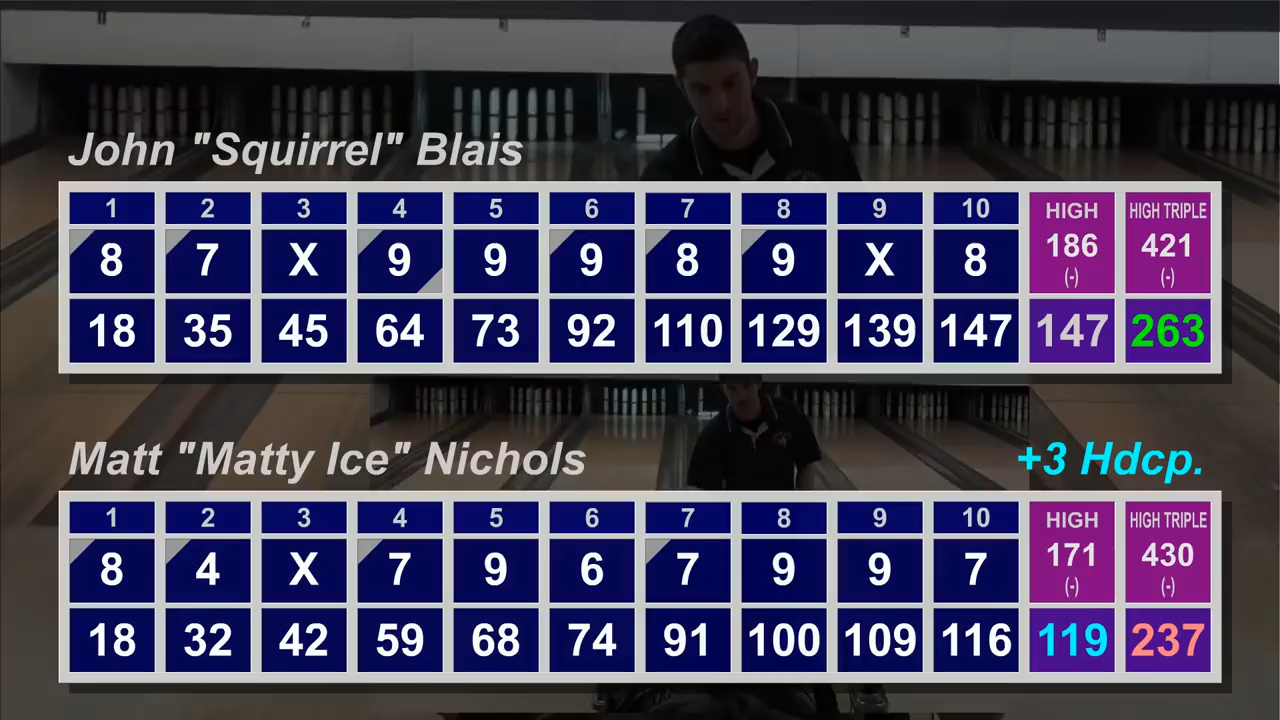 John "Squirrel" Blais
1 2 3 4 5 6 7 8 9 10 HIGH HIGH TRIPLE
8 7 X 9 9 9 8 9 X 8 186 421
(-) (-)
18 35 45 64 73 92 110 129 139 147 147 263
Matt "Matty Ice" Nichols +3 Hdcp.
1 2 3 4 5 6 7 8 9 10 HIGH HIGH TRIPLE
8 4 X 7 9 6 7 9 9 7 171 430
(-) (-)
18 32 42 59 68 74 91 100 109 116 119 237